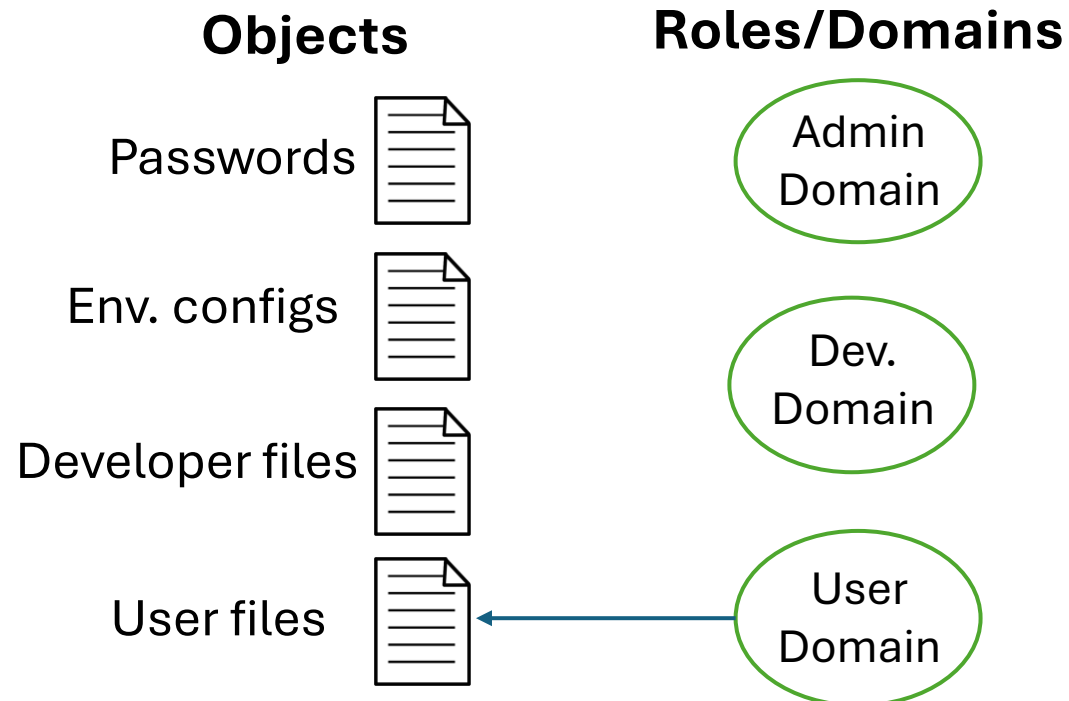 Objects
Roles/Domains
Passwords
Admin
Domain
Env. configs
Dev.
Domain
Developer files
User files
User
Domain